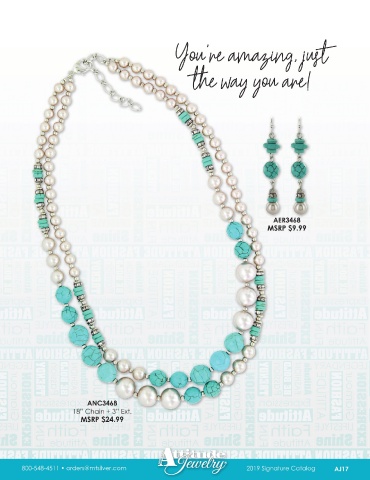 You're amazing, just
the way you are!
AER3468
MSRP $9.99
ANC3468
18" Chain + 3" Ext.
MSRP $24.99
800-548-4511 • orders@mtsilver.com
Attitude
Jewelry
2019 Signature Catalog
AJ17